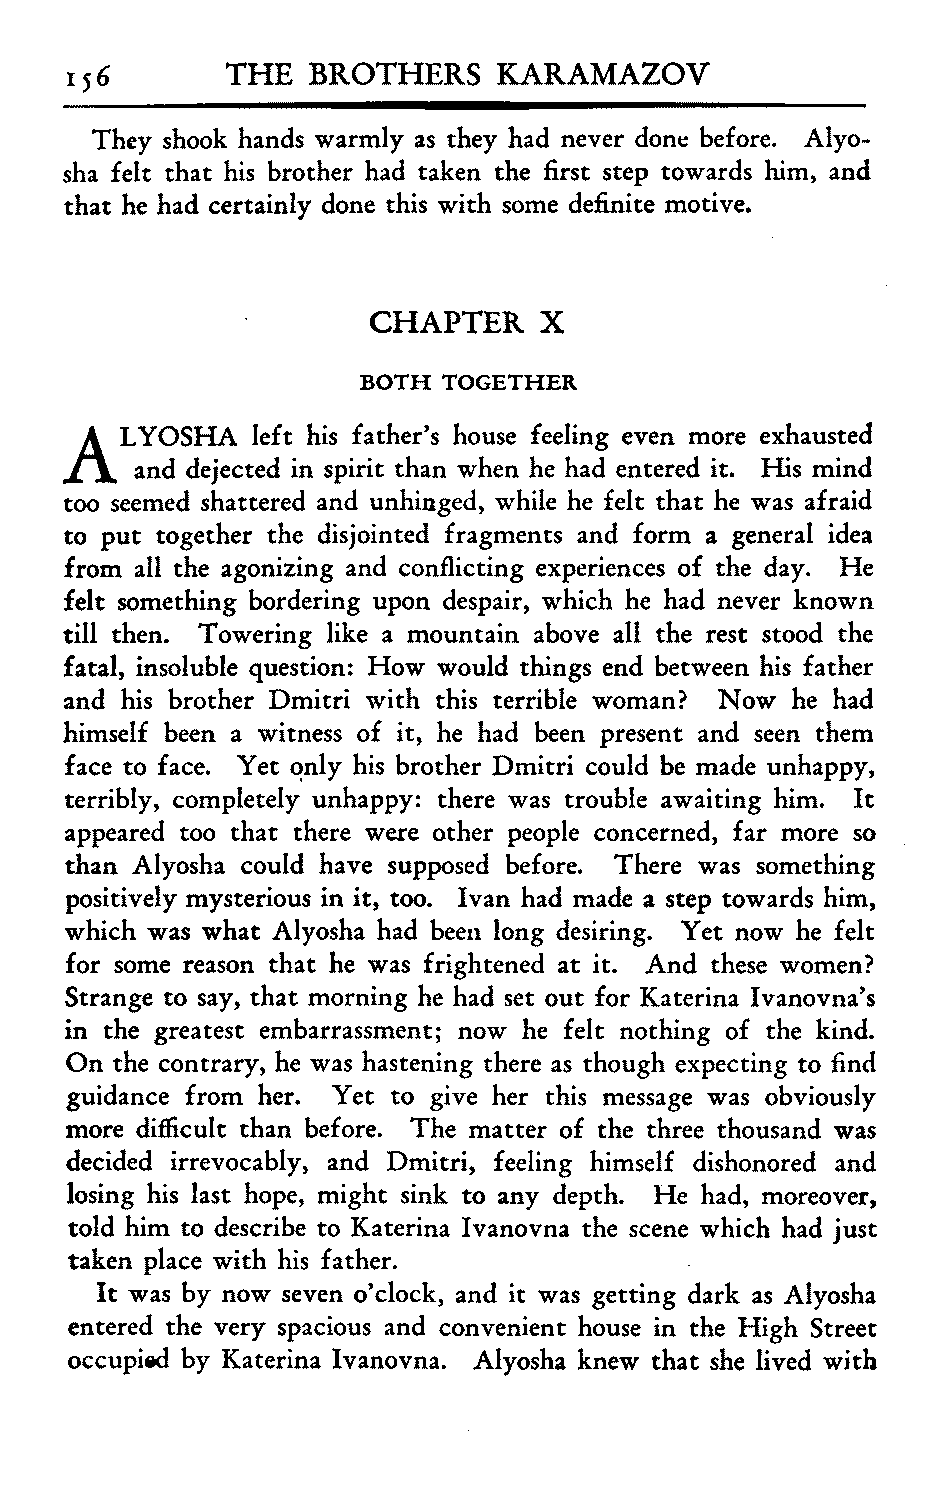 156 THE BROTHERS KARAMAZOV
They shook hands warmly as they had never done before. Alyo-
sha felt that his brother had taken the first step towards him, and
that he had certainly done this with some definite motive.
CHAPTER X
BOTH TOGETHER
ALYOSHA left his father's house feeling even more exhausted
and dejected in spirit than when he had entered it. His mind
too seemed shattered and unhinged, while he felt that he was afraid
to put together the disjointed fragments and form a general idea
from all the agonizing and conflicting experiences of the day. He
felt something bordering upon despair, which he had never known
till then. Towering like a mountain above all the rest stood the
fatal, insoluble question: How would things end between his father
and his brother Dmitri with this terrible woman? Now he had
himself been a witness of it, he had been present and seen them
face to face. Yet only his brother Dmitri could be made unhappy,
terribly, completely unhappy: there was trouble awaiting him. It
appeared too that there were other people concerned, far more so
than Alyosha could have supposed before. There was something
positively mysterious in it, too. Ivan had made a step towards him,
which was what Alyosha had been long desiring. Yet now he felt
for some reason that he was frightened at it. And these women?
Strange to say, that morning he had set out for Katerina Ivanovna's
in the greatest embarrassment; now he felt nothing of the kind.
On the contrary, he was hastening there as though expecting to find
guidance from her. Yet to give her this message was obviously
more difficult than before. The matter of the three thousand was
decided irrevocably, and Dmitri, feeling himself dishonored and
losing his last hope, might sink to any depth. He had, moreover,
told him to describe to Katerina Ivanovna the scene which had just
taken place with his father.
It was by now seven o'clock, and it was getting dark as Alyosha
entered the very spacious and convenient house in the High Street
occupied by Katerina Ivanovna. Alyosha knew that she lived with